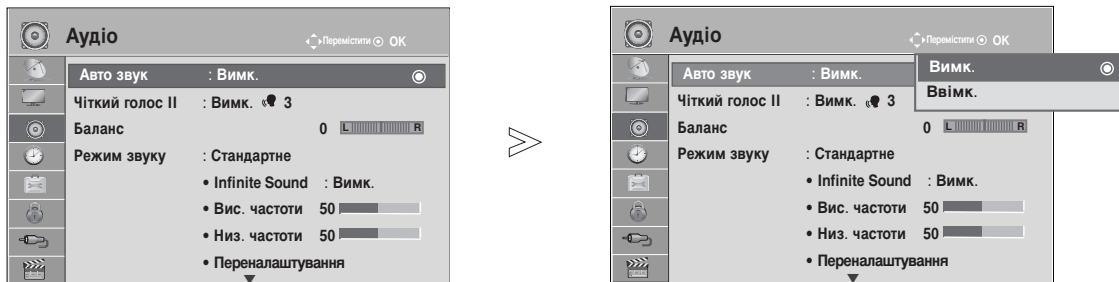 Аудіо
Перемістити OK
Авто звук : Вимк.
Чіткий голос II : Вимк. 3
Баланс 0 L R
Режим звуку : Стандартне
• Infinite Sound : Вимк.
• Вис. частоти 50
• Низ. частоти 50
• Переналаштування
>
Аудіо
Перемістити OK
Авто звук : Вимк.
Вимк.
Ввімк.
Чіткий голос II : Вимк. 3
Баланс 0 L R
Режим звуку : Стандартне
• Infinite Sound : Вимк.
• Вис. частоти 50
• Низ. частоти 50
• Переналаштування